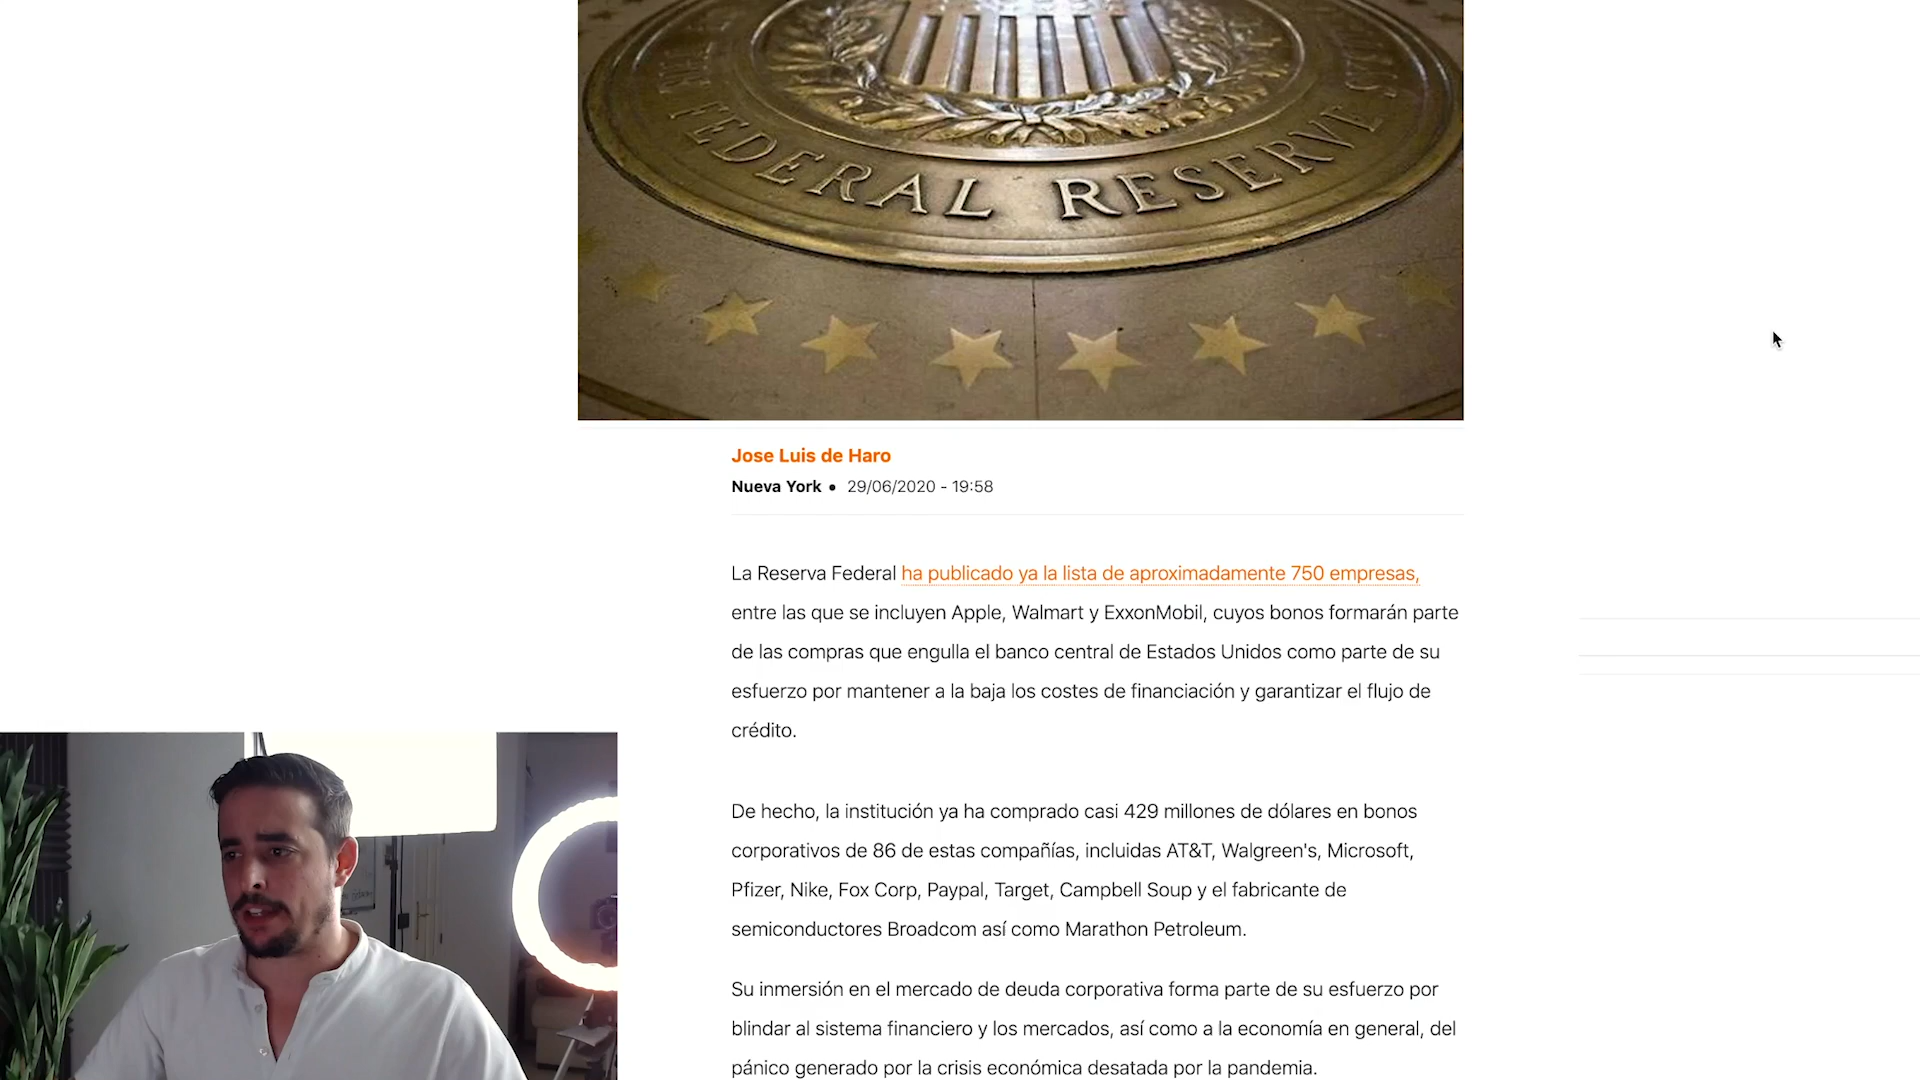 THE FEDERAL RESERVE
Jose Luis de Haro
Nueva York • 29/06/2020 - 19:58
La Reserva Federal ha publicado ya la lista de aproximadamente 750 empresas,
entre las que se incluyen Apple, Walmart y ExxonMobil, cuyos bonos formarán parte
de las compras que engulla el banco central de Estados Unidos como parte de su
esfuerzo por mantener a la baja los costes de financiación y garantizar el flujo de
crédito.
De hecho, la institución ya ha comprado casi 429 millones de dólares en bonos
corporativos de 86 de estas compañías, incluidas AT&T, Walgreen's, Microsoft,
Pfizer, Nike, Fox Corp, Paypal, Target, Campbell Soup y el fabricante de
semiconductores Broadcom así como Marathon Petroleum.
Su inmersión en el mercado de deuda corporativa forma parte de su esfuerzo por
blindar al sistema financiero y los mercados, así como a la economía en general, del
pánico generado por la crisis económica desatada por la pandemia.